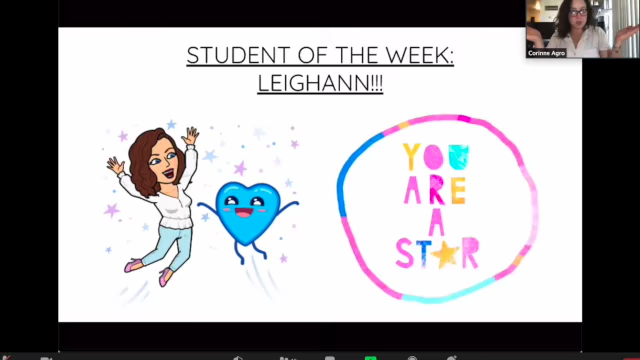 STUDENT OF THE WEEK:
LEIGHANN!!!
YOU
ARE
A
STAR
Corinne Agro